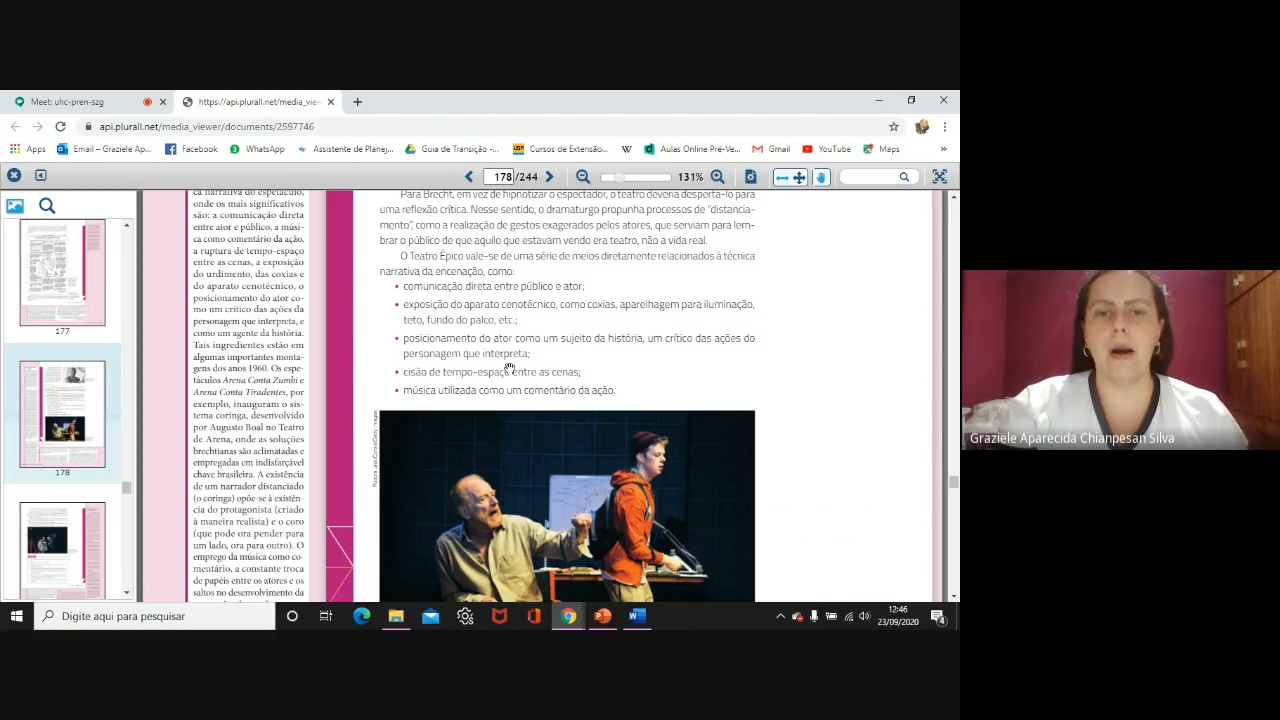 Meet: uhc-pren-szg
https://api.plurall.net/media_view
api.plurall.net/media_viewer/documents/2597746
Apps
Email – Graziele Ap...
Facebook
WhatsApp
Assistente de Planej...
Guia de Transição -...
Cursos de Extensão...
Aulas Online Pré-Ve...
Gmail
YouTube
Maps
178 /244
131%
177
178
ca narrativa do espetáculo,
onde os mais significativos
são: a comunicação direta
entre ator e público, a músi-
ca como comentário da ação,
a ruptura de tempo-espaço
entre as cenas, a exposição
do urdimento, das coxias e
do aparato cenotécnico, o
posicionamento do ator co-
mo um crítico das ações da
personagem que interpreta, e
como um agente da história.
Tais ingredientes estão em
algumas importantes monta-
gens dos anos 1960. Os espe-
táculos Arena Conta Zumbi e
Arena Conta Tiradentes, por
exemplo, inauguram o sis-
tema coringa, desenvolvido
por Augusto Boal no Teatro
de Arena, onde as soluções
brechtianas são aclimatadas e
empregadas em indisfarçável
chave brasileira. A existência
de um narrador distanciado
(o coringa) opõe-se à existên-
cia do protagonista (criado
à maneira realista) e o coro
(que pode ora pender para
um lado, ora para outro). O
emprego da música como co-
mentário, a constante troca
de papéis entre os atores e os
saltos no desenvolvimento da
Para Brecht, em vez de hipnotizar o espectador, o teatro deveria despertá-lo para
uma reflexão crítica. Nesse sentido, o dramaturgo propunha processos de “distancia-
mento”, como a realização de gestos exagerados pelos atores, que serviam para lem-
brar o público de que aquilo que estavam vendo era teatro, não a vida real.
O Teatro Épico vale-se de uma série de meios diretamente relacionados à técnica
narrativa da encenação, como:
• comunicação direta entre público e ator;
• exposição do aparato cenotécnico, como coxias, aparelhagem para iluminação,
teto, fundo do palco, etc.;
• posicionamento do ator como um sujeito da história, um crítico das ações do
personagem que interpreta;
• cisão de tempo-espaço entre as cenas;
• música utilizada como um comentário da ação.
Graziele Aparecida Chianpesan Silva
Digite aqui para pesquisar
12:46
23/09/2020
4